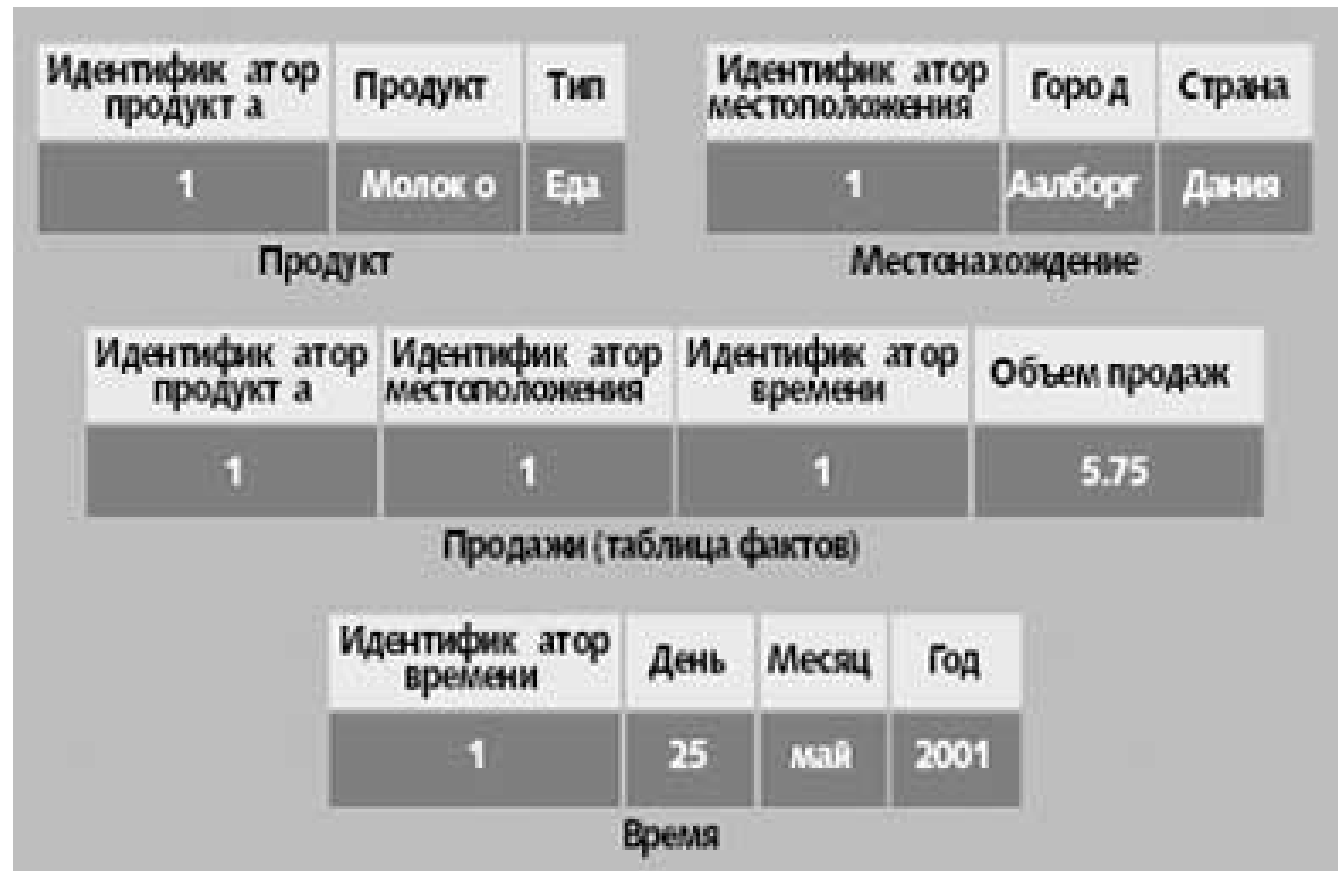 Идентифик атор продукт а Продукт Тип
1 Молок о Еда
Продукт
Идентифик атор местоположения Горо д Страна
1 Аалборг Дания
Местонахождение
Идентифик атор продукт а Идентифик атор местоположения Идентифик атор времени Объем продаж
1 1 1 5.75
Продажи (таблица фактов)
Идентифик атор времени День Месяц Год
1 25 май 2001
Время